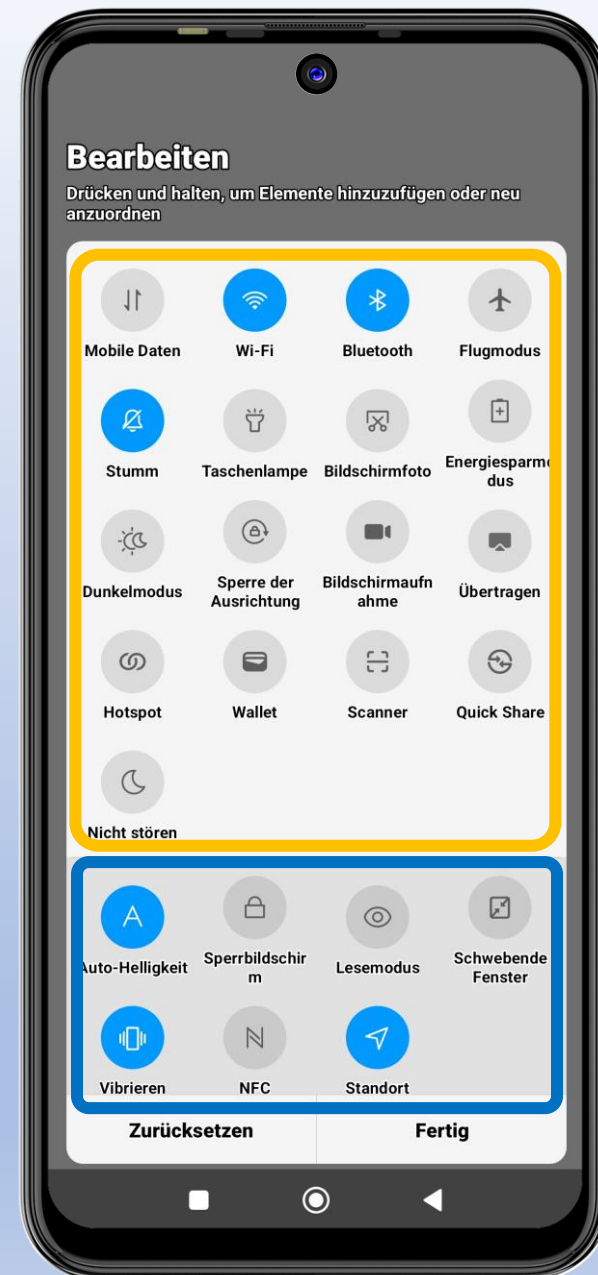 Bearbeiten
Drücken und halten, um Elemente hinzuzufügen oder neu
anzuordnen
Mobile Daten
Wi-Fi
Bluetooth
Flugmodus
Stumm
Taschenlampe
Bildschirmfoto
Energiesparmo
dus
Dunkelmodus
Sperre der
Ausrichtung
Bildschirmaufn
ahme
Übertragen
Hotspot
Wallet
Scanner
Quick Share
Nicht stören
A
Auto-Helligkeit
Sperrbildschir
m
Lesemodus
Schwebende
Fenster
Vibrieren
NFC
Standort
Zurücksetzen
Fertig